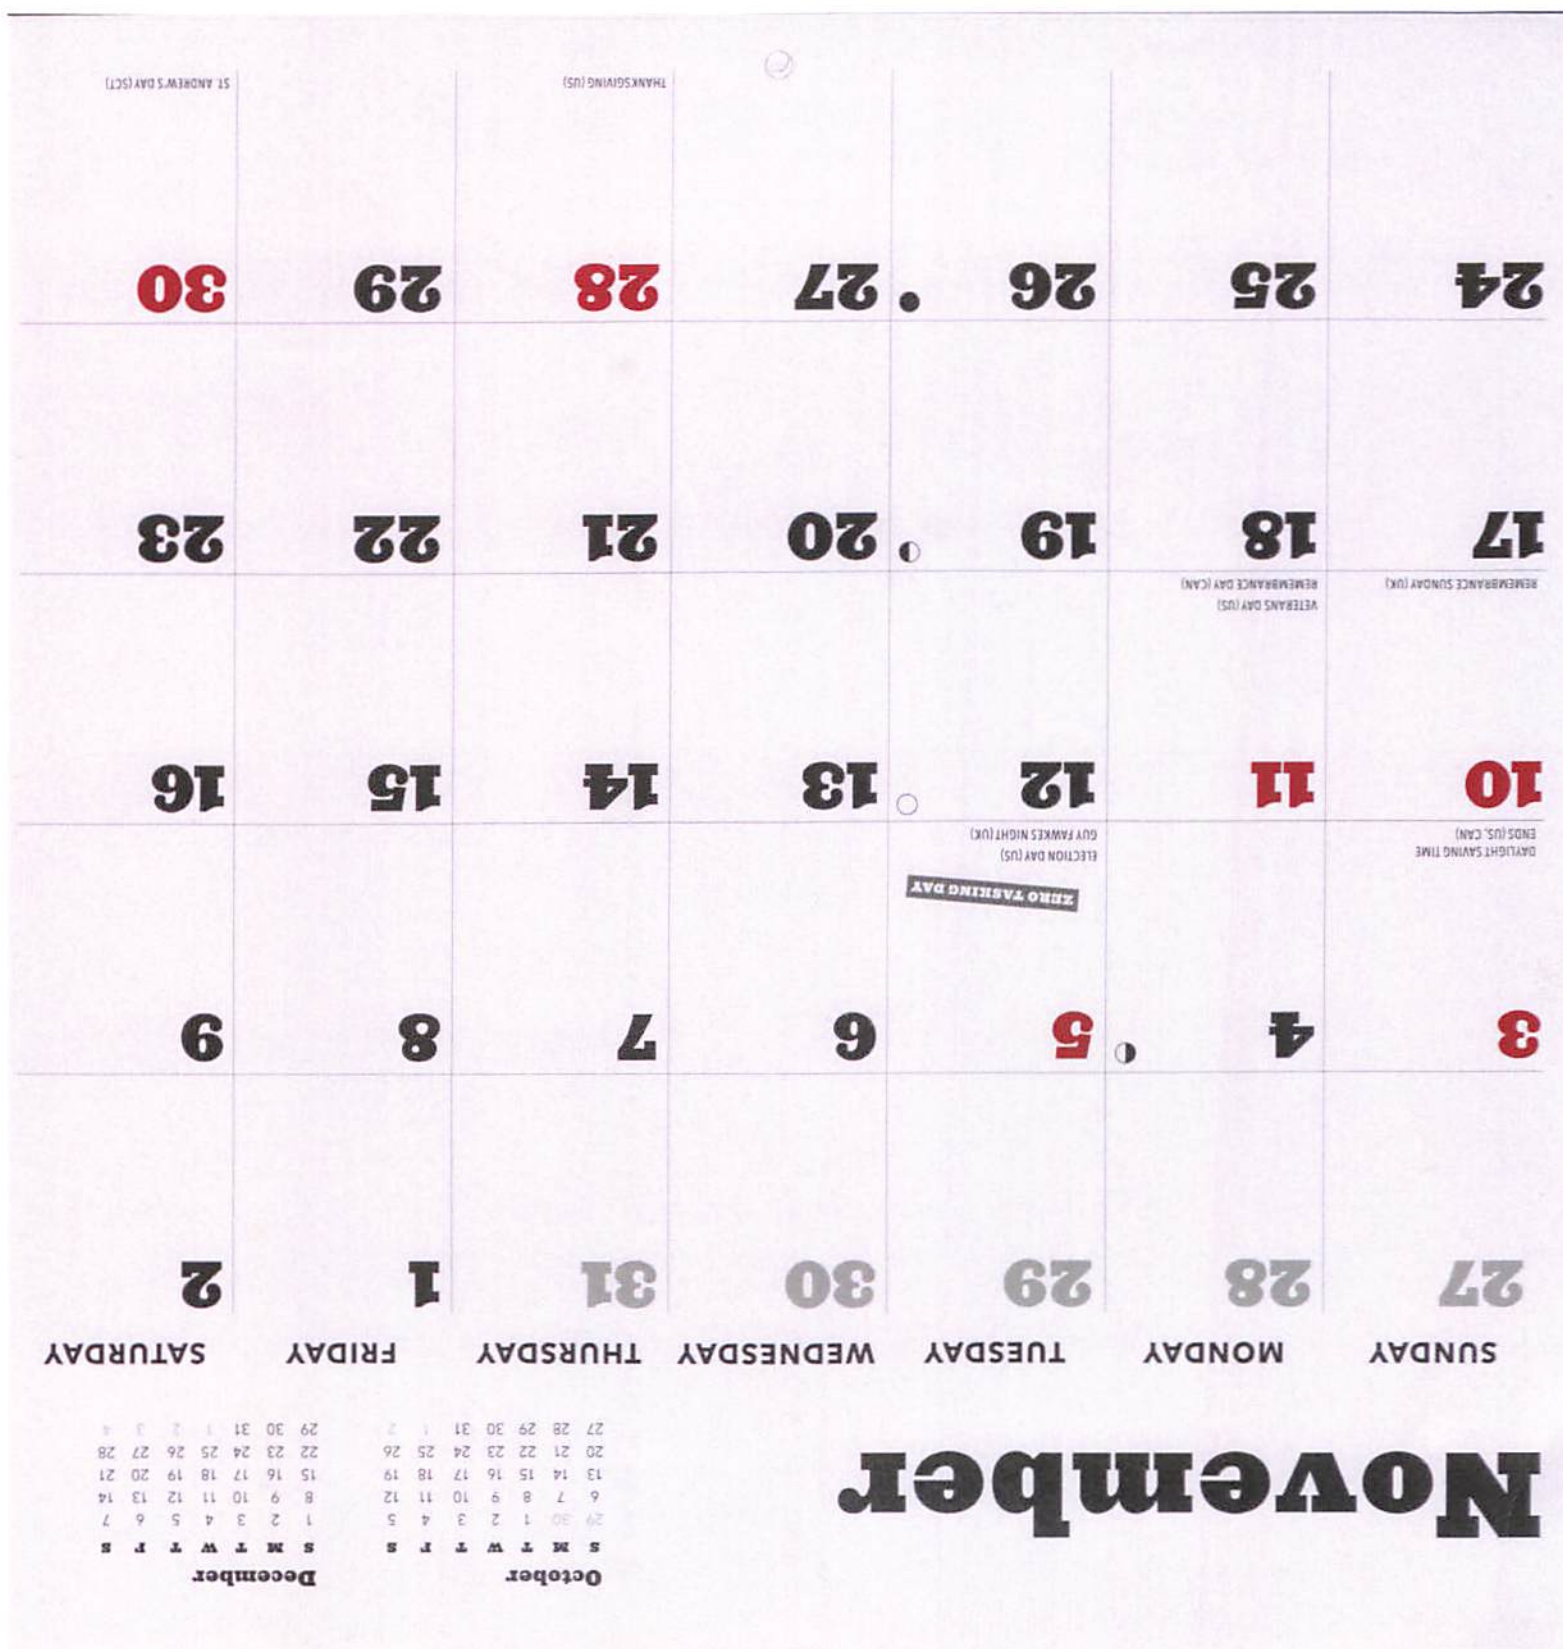 November
October
S M T W T F S
29 30 1 2 3 4 5
6 7 8 9 10 11 12
13 14 15 16 17 18 19
20 21 22 23 24 25 26
27 28 29 30 31 1 2
December
S M T W T F S
1 2 3 4 5 6 7
8 9 10 11 12 13 14
15 16 17 18 19 20 21
22 23 24 25 26 27 28
29 30 31 1 2 3 4
SUNDAY MONDAY TUESDAY WEDNESDAY THURSDAY FRIDAY SATURDAY
27 28 29 30 31 1 2
3 4 5 6 7 8 9
ZERO TASKING DAY
DAYLIGHT SAVING TIME
ENDS (US, CAN)
ELECTION DAY (US)
GUY FAWKES NIGHT (UK)
10 11 12 13 14 15 16
REMEMBRANCE SUNDAY (UK)
VETERANS DAY (US)
REMEMBRANCE DAY (CAN)
17 18 19 20 21 22 23
24 25 26 27 28 29 30
THANKSGIVING (US)
ST. ANDREW'S DAY (SCT)